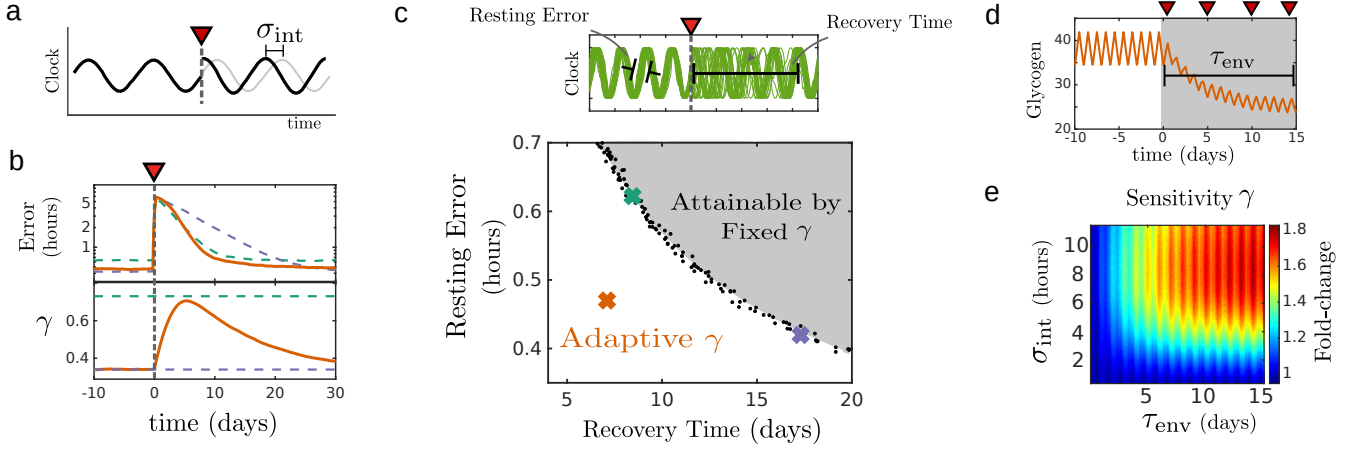 a
Clock
σint
time
b
Error
(hours)
5
2
1
γ
0.6
0.4
-10 0 10 20 30
time (days)
c
Resting Error
Recovery Time
Clock
Resting Error
(hours)
0.7
0.6
0.5
0.4
Attainable by
Fixed γ
Adaptive γ
5 10 15 20
Recovery Time (days)
d
Glycogen
40
30
20
τenv
-10 -5 0 5 10 15
time (days)
e
Sensitivity γ
σint (hours)
10
8
6
4
2
5 10 15
τenv (days)
1.8
1.6
1.4
1.2
1
Fold-change